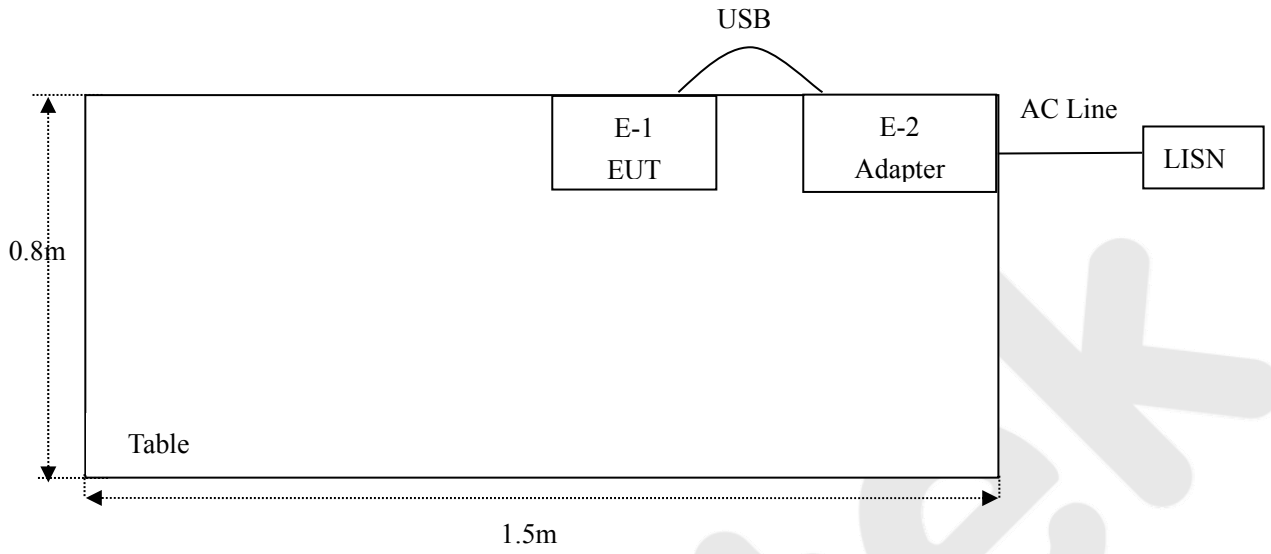 USB
E-1
EUT
E-2
Adapter
AC Line
LISN
0.8m
Table
1.5m